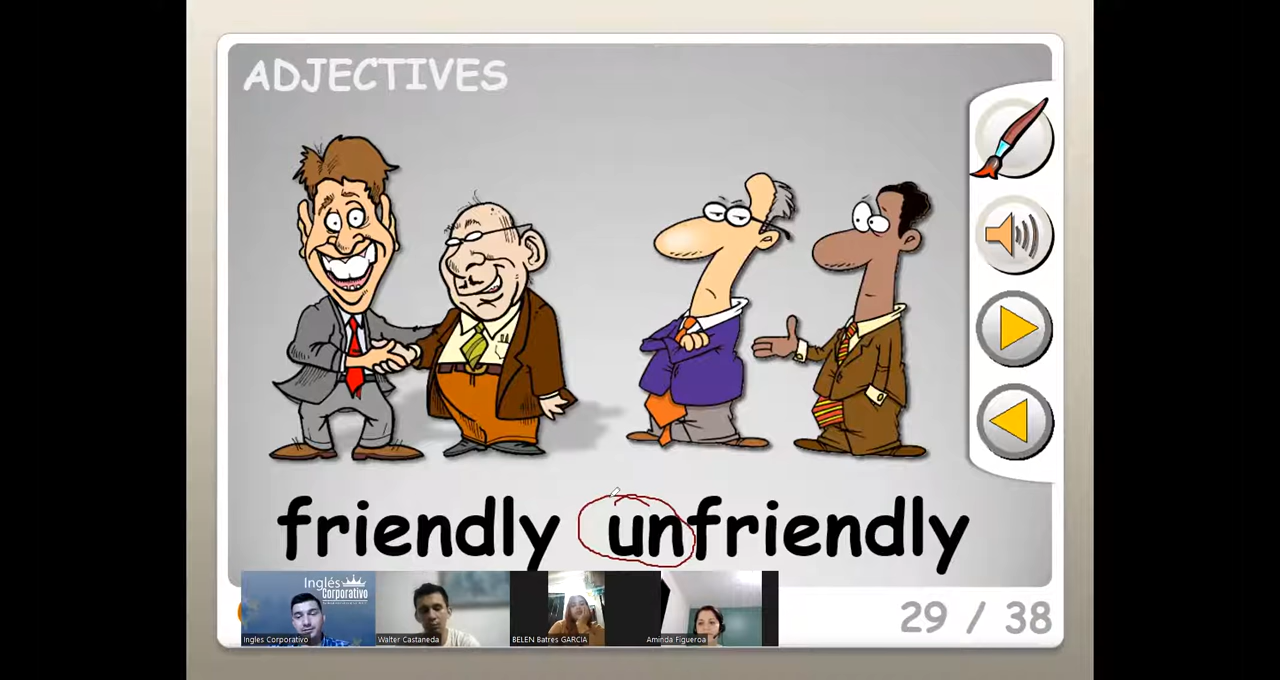 ADJECTIVES
friendly unfriendly
Inglés
Corporativo
Ingles Corporativo
Walter Castaneda
BELEN Batres GARCIA
Aminda Figueroa
29 / 38